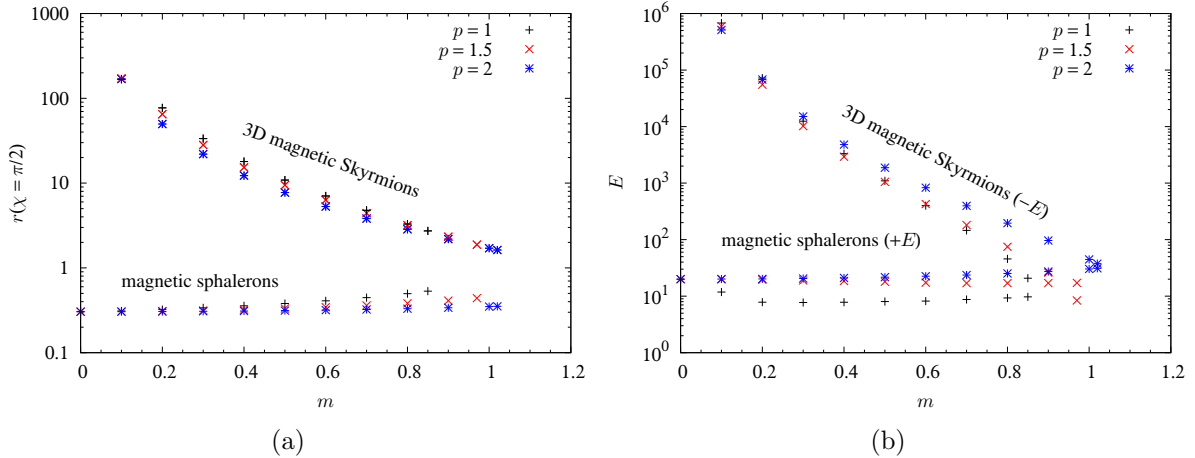 1000
100
10
1
0.1
r(χ = π/2)
p = 1
p = 1.5
p = 2
3D magnetic Skyrmions
magnetic sphalerons
0 0.2 0.4 0.6 0.8 1 1.2
m
(a)
10^6
10^5
10^4
10^3
10^2
10^1
10^0
E
p = 1
p = 1.5
p = 2
3D magnetic Skyrmions (−E)
magnetic sphalerons (+E)
0 0.2 0.4 0.6 0.8 1 1.2
m
(b)